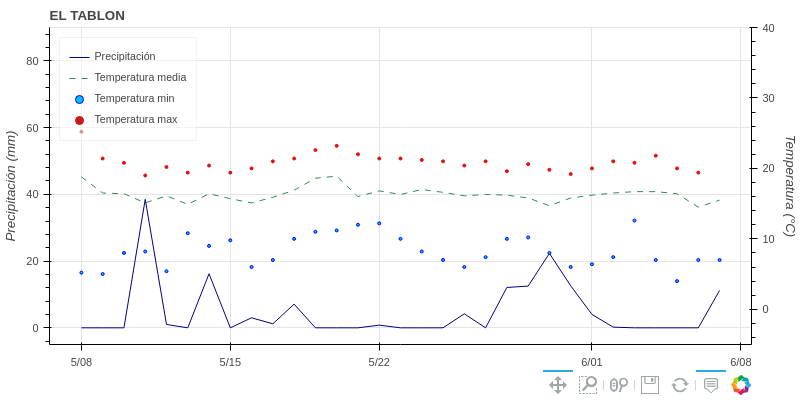 EL TABLON
Precipitación
Temperatura media
Temperatura min
Temperatura max
Precipitación (mm)
80
60
40
20
0
Temperatura (°C)
40
30
20
10
0
5/08
5/15
5/22
6/01
6/08